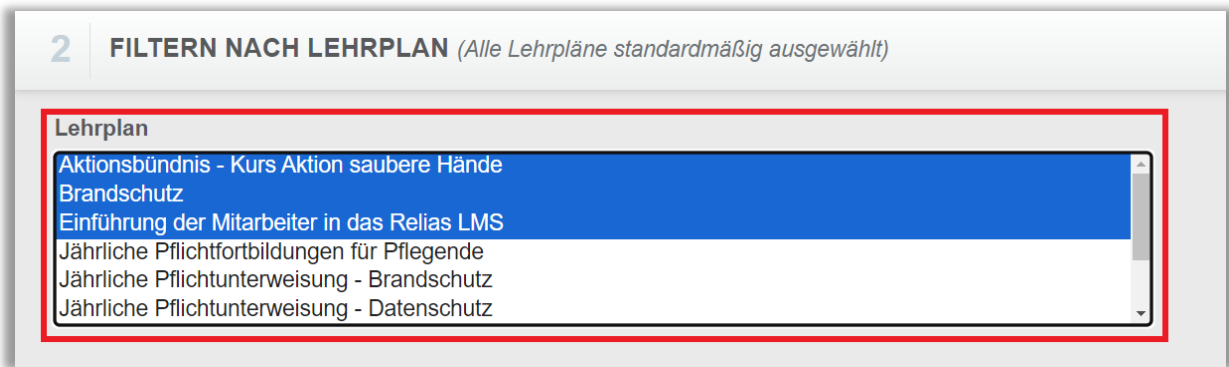 2 FILTERN NACH LEHRPLAN (Alle Lehrpläne standardmäßig ausgewählt)
Lehrplan
Aktionsbündnis - Kurs Aktion saubere Hände
Brandschutz
Einführung der Mitarbeiter in das Relias LMS
Jährliche Pflichtfortbildungen für Pflegende
Jährliche Pflichtunterweisung - Brandschutz
Jährliche Pflichtunterweisung - Datenschutz